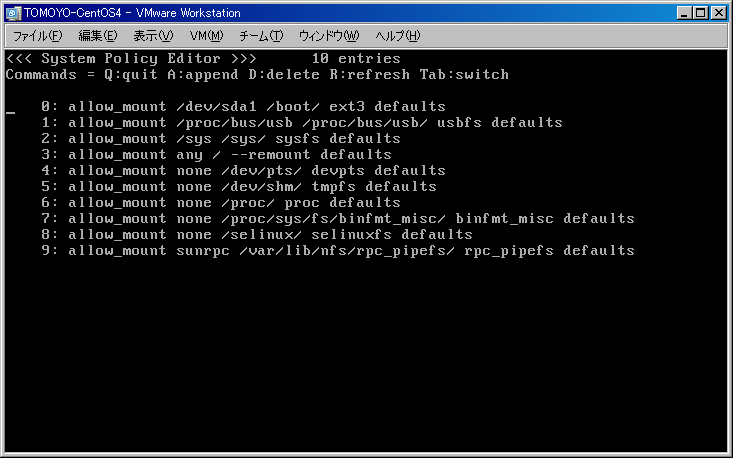 TOMOYO-CentOS4 - VMware Workstation
ファイル(F) 編集(E) 表示(V) VM(M) チーム(T) ウィンドウ(W) ヘルプ(H)
<<< System Policy Editor >>> 10 entries
Commands = Q:quit A:append D:delete R:refresh Tab:switch
0: allow_mount /dev/sda1 /boot/ ext3 defaults
1: allow_mount /proc/bus/usb /proc/bus/usb/ usbfs defaults
2: allow_mount /sys /sys/ sysfs defaults
3: allow_mount any / --remount defaults
4: allow_mount none /dev/pts/ devpts defaults
5: allow_mount none /dev/shm/ tmpfs defaults
6: allow_mount none /proc/ proc defaults
7: allow_mount none /proc/sys/fs/binfmt_misc/ binfmt_misc defaults
8: allow_mount none /selinux/ selinuxfs defaults
9: allow_mount sunrpc /var/lib/nfs/rpc_pipefs/ rpc_pipefs defaults